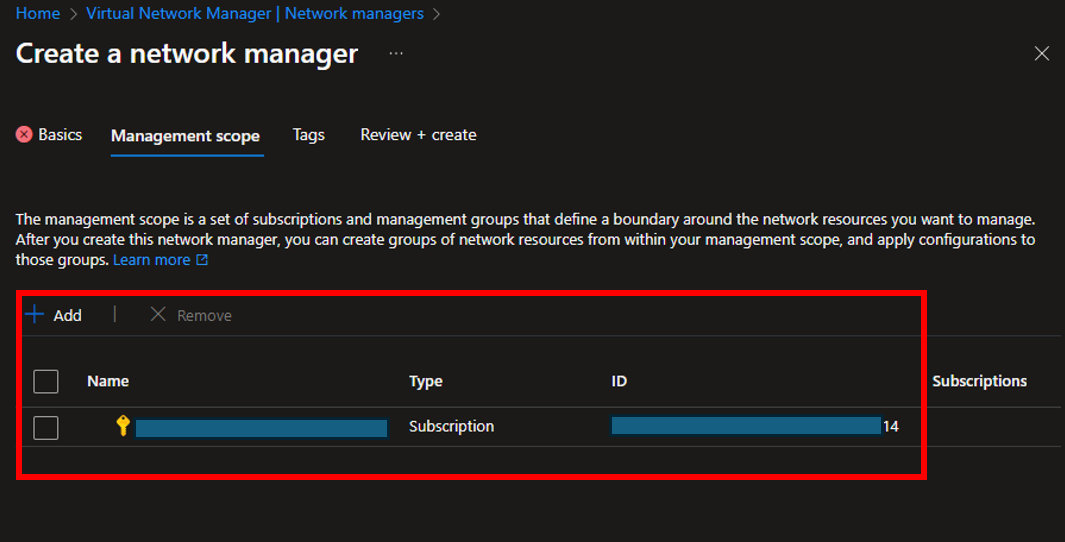 Home > Virtual Network Manager | Network managers >
Create a network manager ...
Basics Management scope Tags Review + create
The management scope is a set of subscriptions and management groups that define a boundary around the network resources you want to manage.
After you create this network manager, you can create groups of network resources from within your management scope, and apply configurations to
those groups. Learn more
+ Add | Remove
Name Type ID Subscriptions
Subscription 14